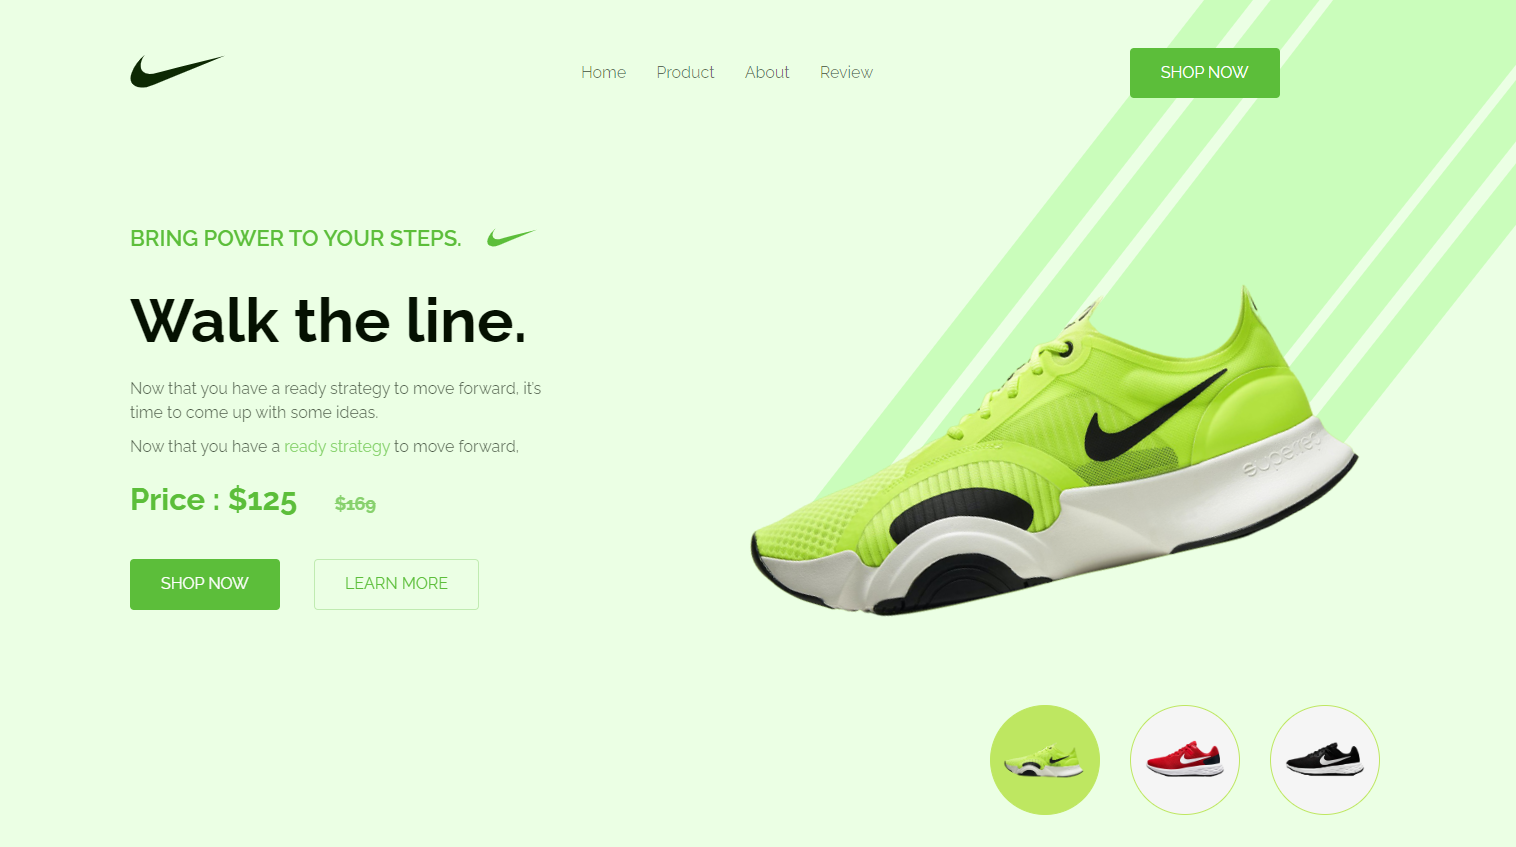 Home Product About Review SHOP NOW
BRING POWER TO YOUR STEPS.
Walk the line.
Now that you have a ready strategy to move forward, it's
time to come up with some ideas.
Now that you have a ready strategy to move forward,
Price : $125 $169
SHOP NOW LEARN MORE
superrep